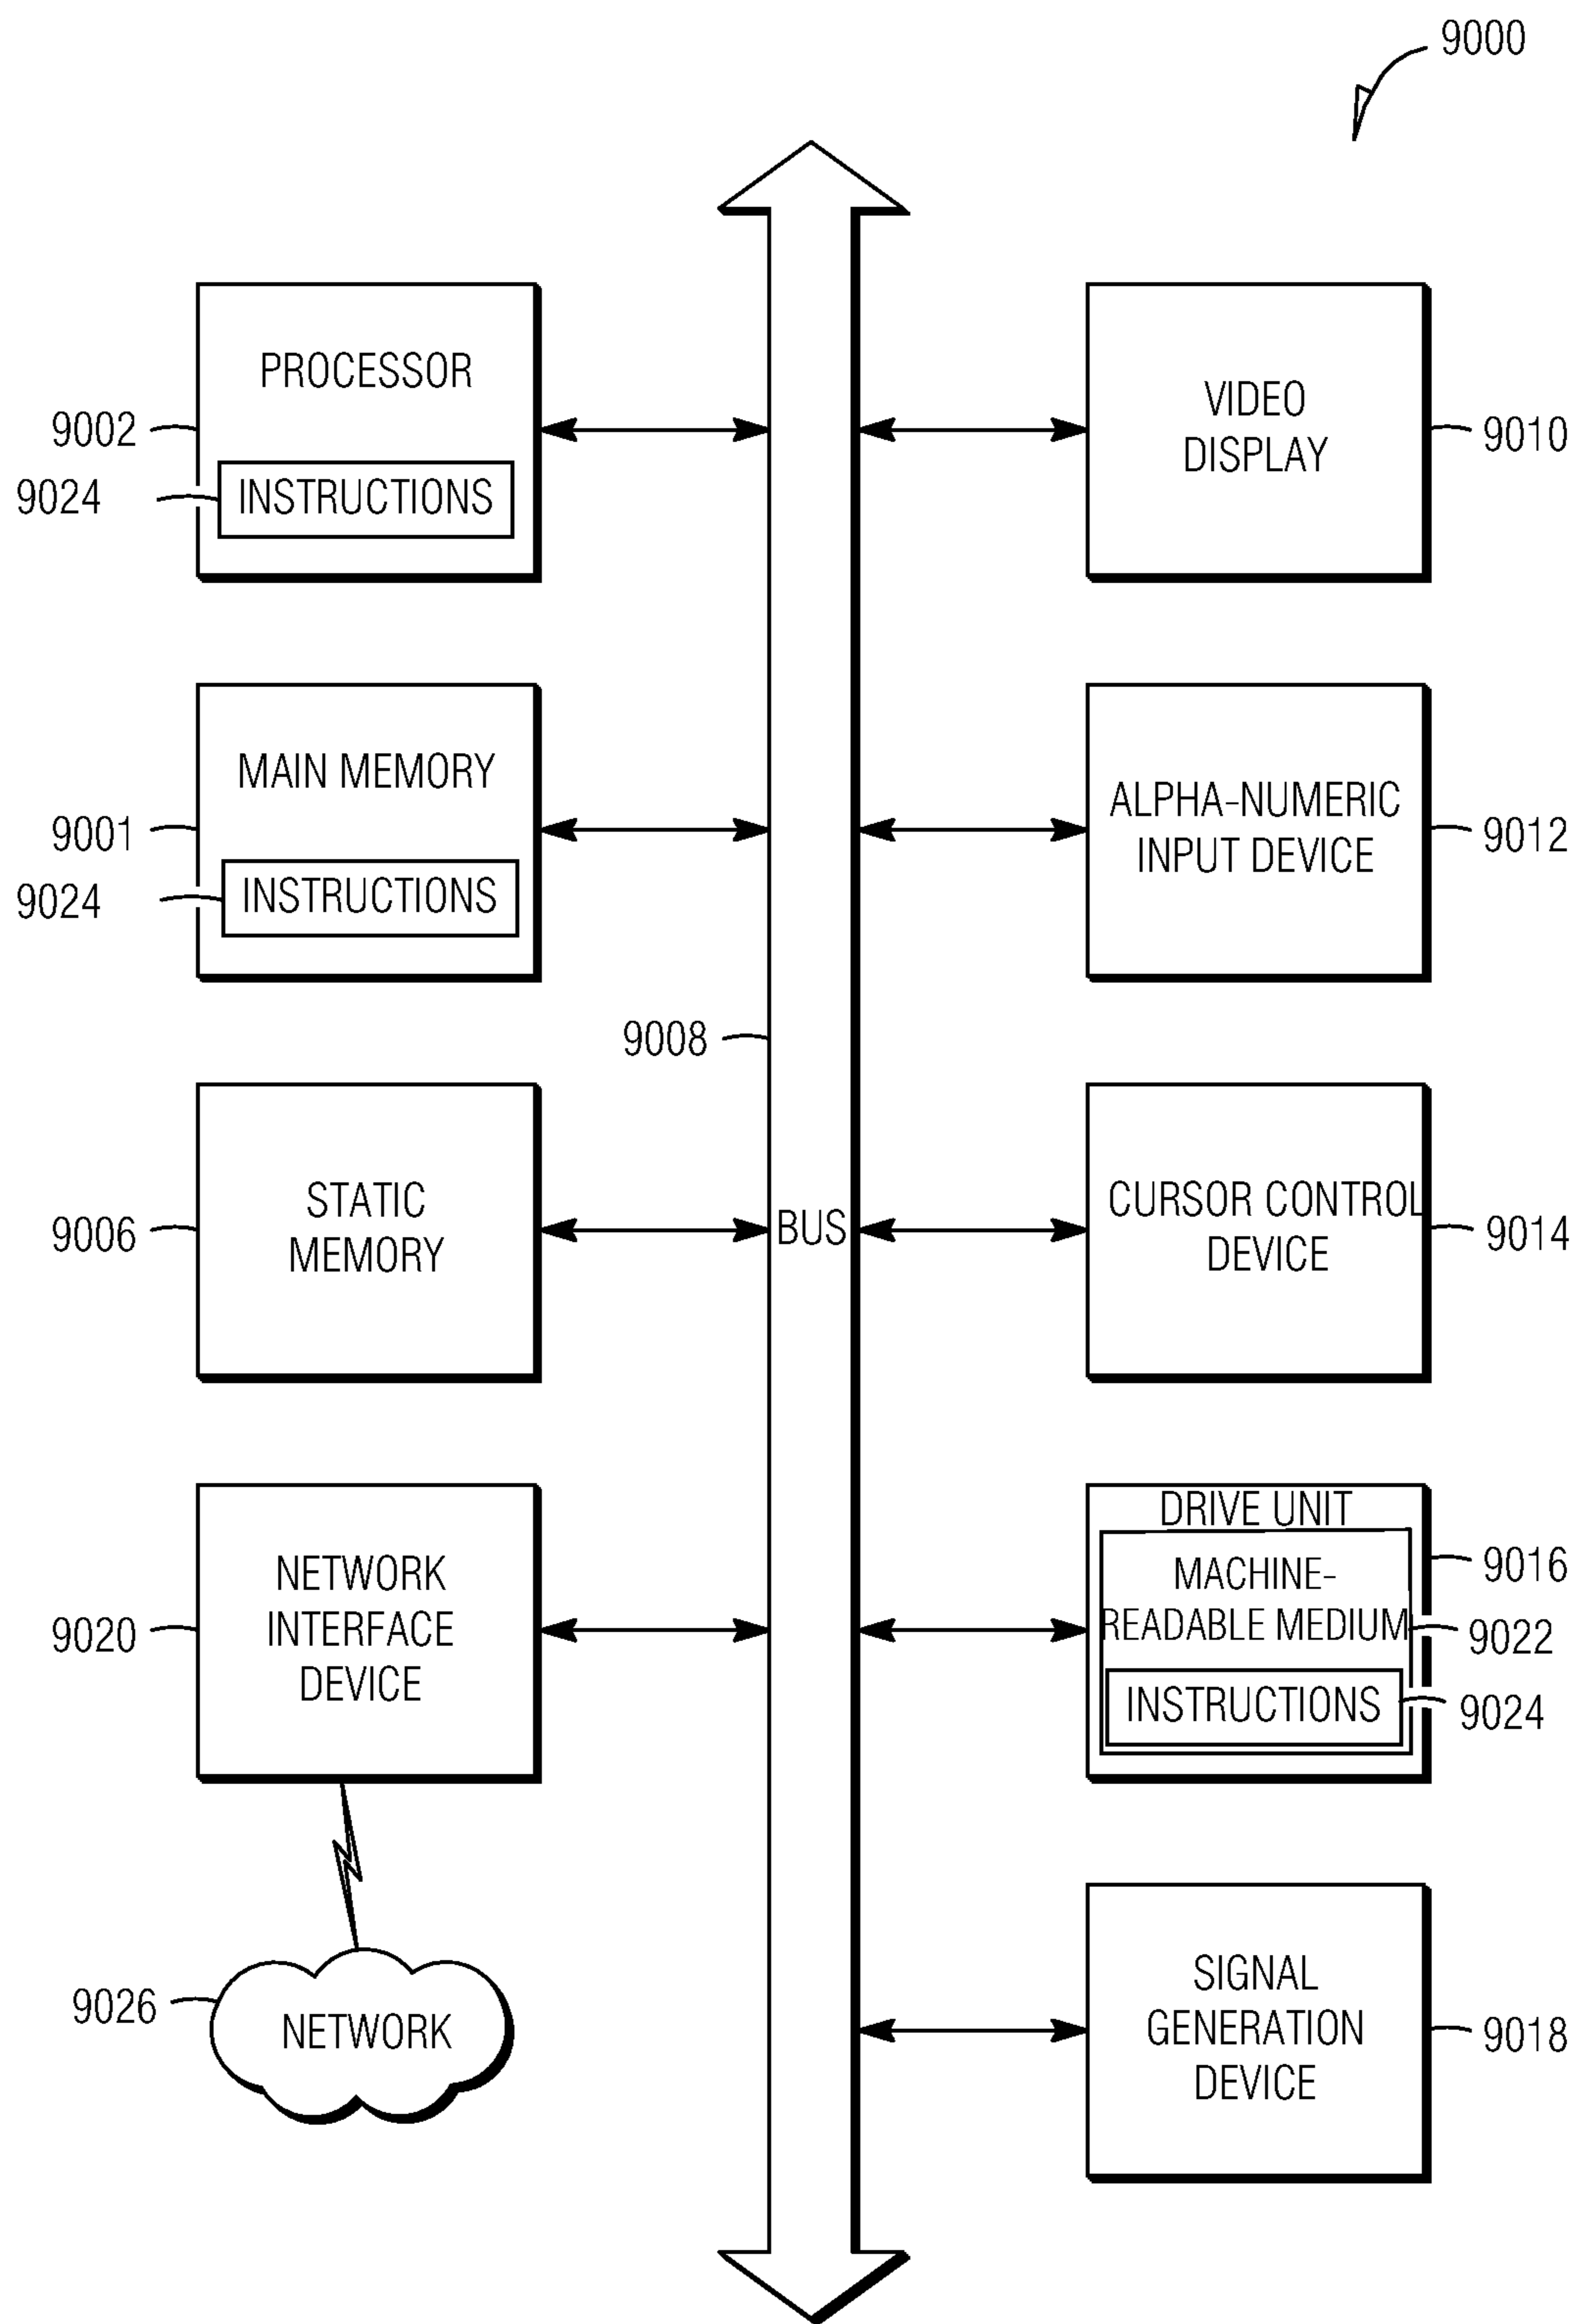 9000
PROCESSOR
9002
9024
INSTRUCTIONS
VIDEO
DISPLAY
9010
MAIN MEMORY
9001
9024
INSTRUCTIONS
ALPHA-NUMERIC
INPUT DEVICE
9012
9008
STATIC
MEMORY
9006
BUS
CURSOR CONTROL
DEVICE
9014
NETWORK
INTERFACE
DEVICE
9020
DRIVE UNIT
9016
MACHINE-
READABLE MEDIUM
9022
INSTRUCTIONS
9024
9026
NETWORK
SIGNAL
GENERATION
DEVICE
9018